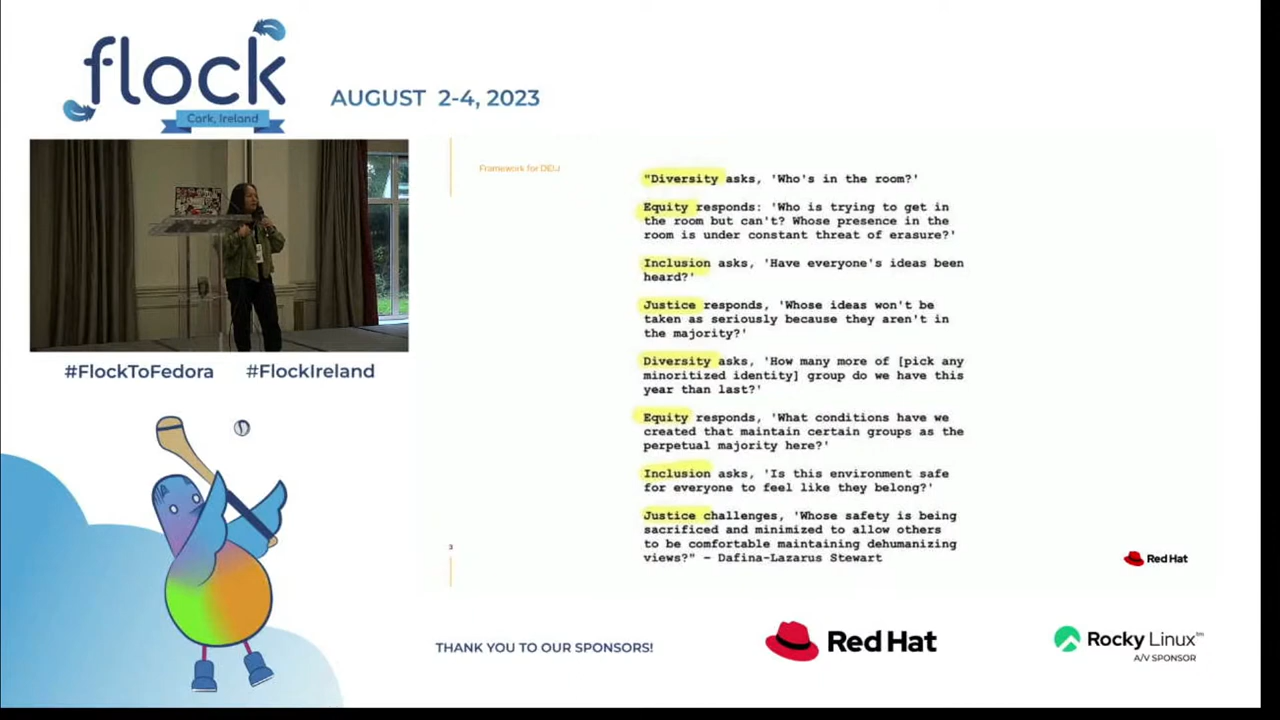 flock
Cork, Ireland
AUGUST 2-4, 2023
Framework for DEIJ
"Diversity asks, 'Who's in the room?'
Equity responds: 'Who is trying to get in
the room but can't? Whose presence in the
room is under constant threat of erasure?'
Inclusion asks, 'Have everyone's ideas been
heard?'
Justice responds, 'Whose ideas won't be
taken as seriously because they aren't in
the majority?'
Diversity asks, 'How many more of [pick any
minoritized identity] group do we have this
year than last?'
Equity responds, 'What conditions have we
created that maintain certain groups as the
perpetual majority here?'
Inclusion asks, 'Is this environment safe
for everyone to feel like they belong?'
Justice challenges, 'Whose safety is being
sacrificed and minimized to allow others
to be comfortable maintaining dehumanizing
views?" – Dafina-Lazarus Stewart
3
Red Hat
#FlockToFedora #FlockIreland
THANK YOU TO OUR SPONSORS!
Red Hat
Rocky Linux™
A/V SPONSOR